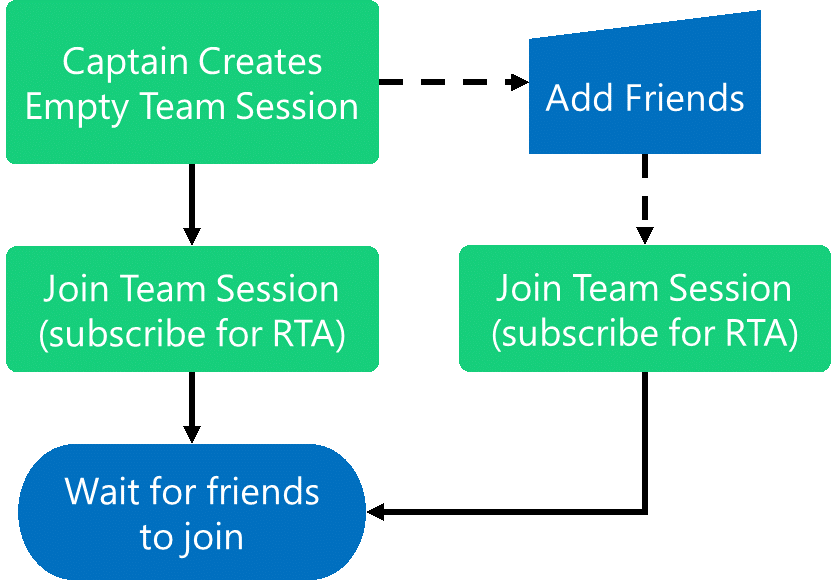 Captain Creates
Empty Team Session
Add Friends
Join Team Session
(subscribe for RTA)
Join Team Session
(subscribe for RTA)
Wait for friends
to join